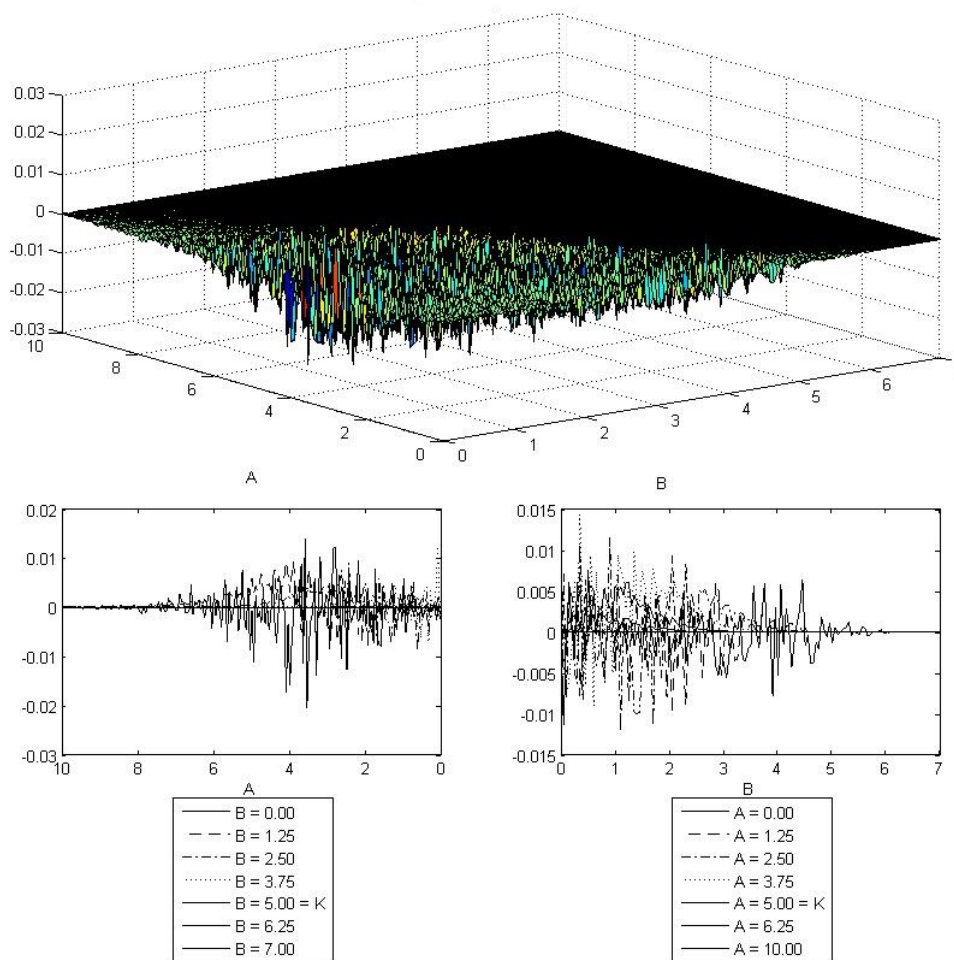 0.03
0.02
0.01
0
-0.01
-0.02
-0.03
10
8
6
4
2
0
0
1
2
3
4
5
6
A
B
0.02
0.01
0
-0.01
-0.02
-0.03
10 8 6 4 2 0
A
0.015
0.01
0.005
0
-0.005
-0.01
-0.015
0 1 2 3 4 5 6 7
B
B = 0.00
B = 1.25
B = 2.50
B = 3.75
B = 5.00 = K
B = 6.25
B = 7.00
A = 0.00
A = 1.25
A = 2.50
A = 3.75
A = 5.00 = K
A = 6.25
A = 10.00